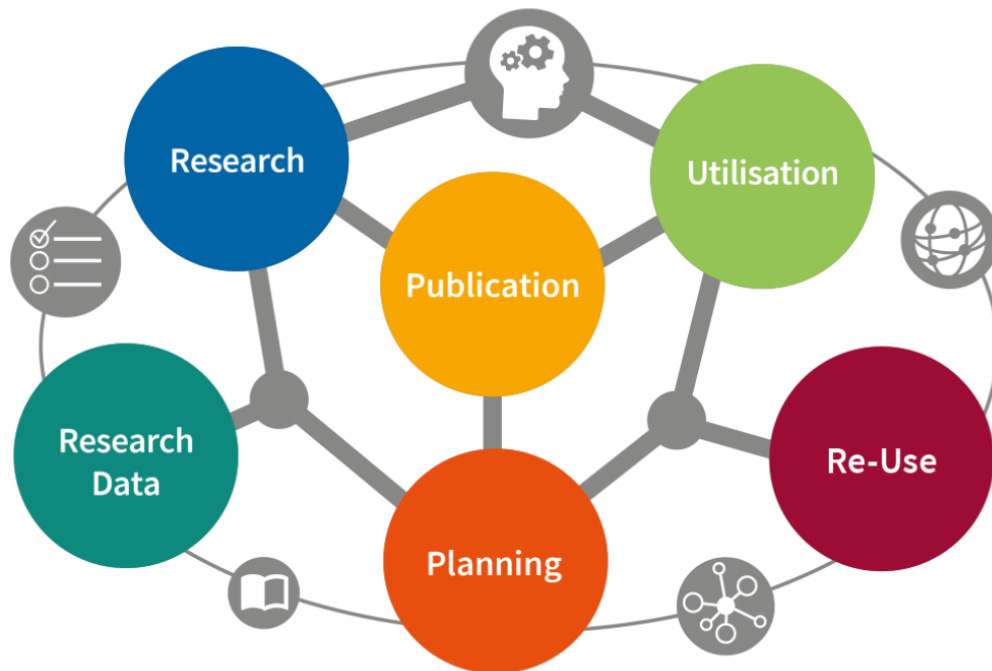 Research
Utilisation
Publication
Research
Data
Re-Use
Planning